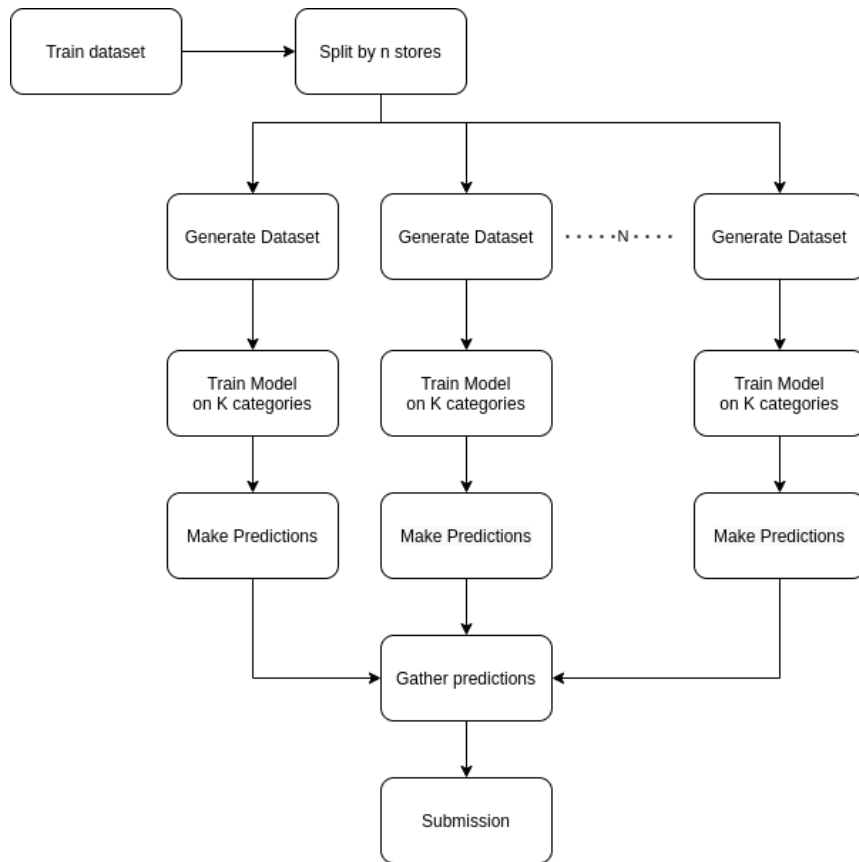 Train dataset
Split by n stores
Generate Dataset
Generate Dataset
· · · · ·N· · · ·
Generate Dataset
Train Model
on K categories
Train Model
on K categories
Train Model
on K categories
Make Predictions
Make Predictions
Make Predictions
Gather predictions
Submission